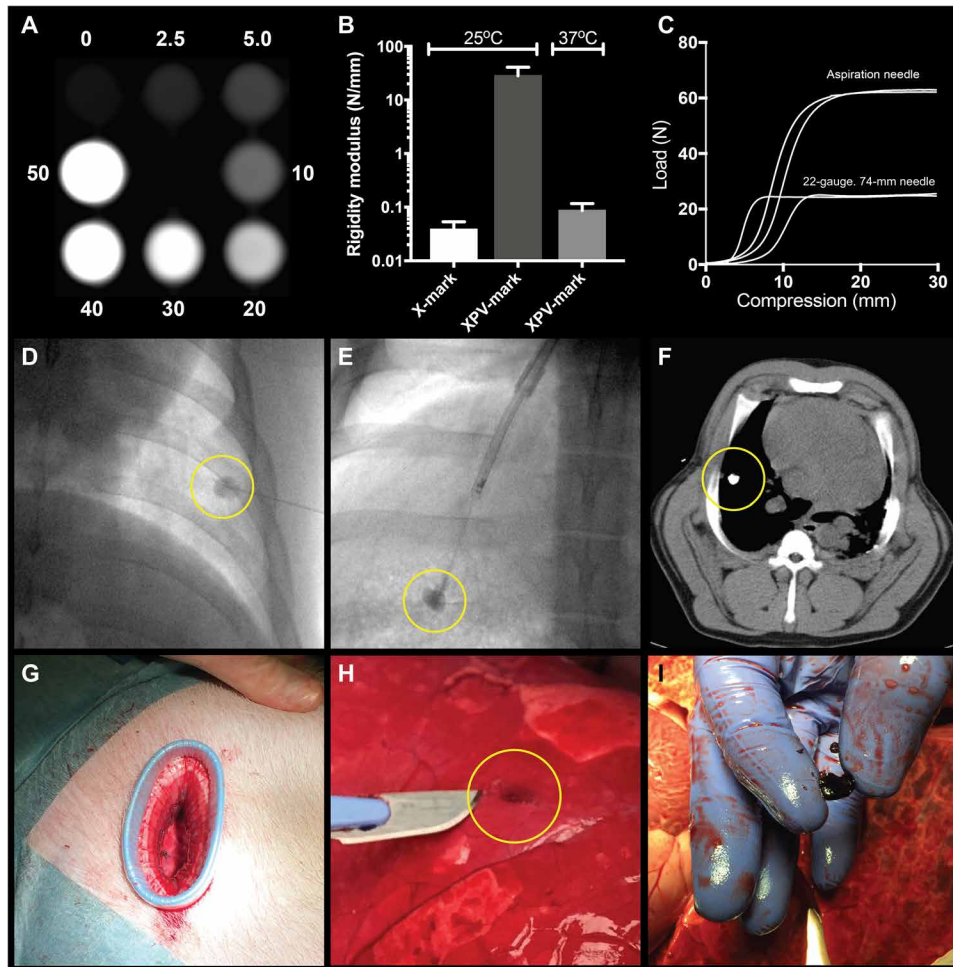 A
0
2.5
5.0
50
10
40
30
20
B
25ºC
37ºC
Rigidity modulus (N/mm)
100
10
1
0.1
0.01
X-mark
XPV-mark
XPV-mark
C
Load (N)
80
60
40
20
0
Aspiration needle
22-gauge. 74-mm needle
0
10
20
30
Compression (mm)
D
E
F
G
H
I